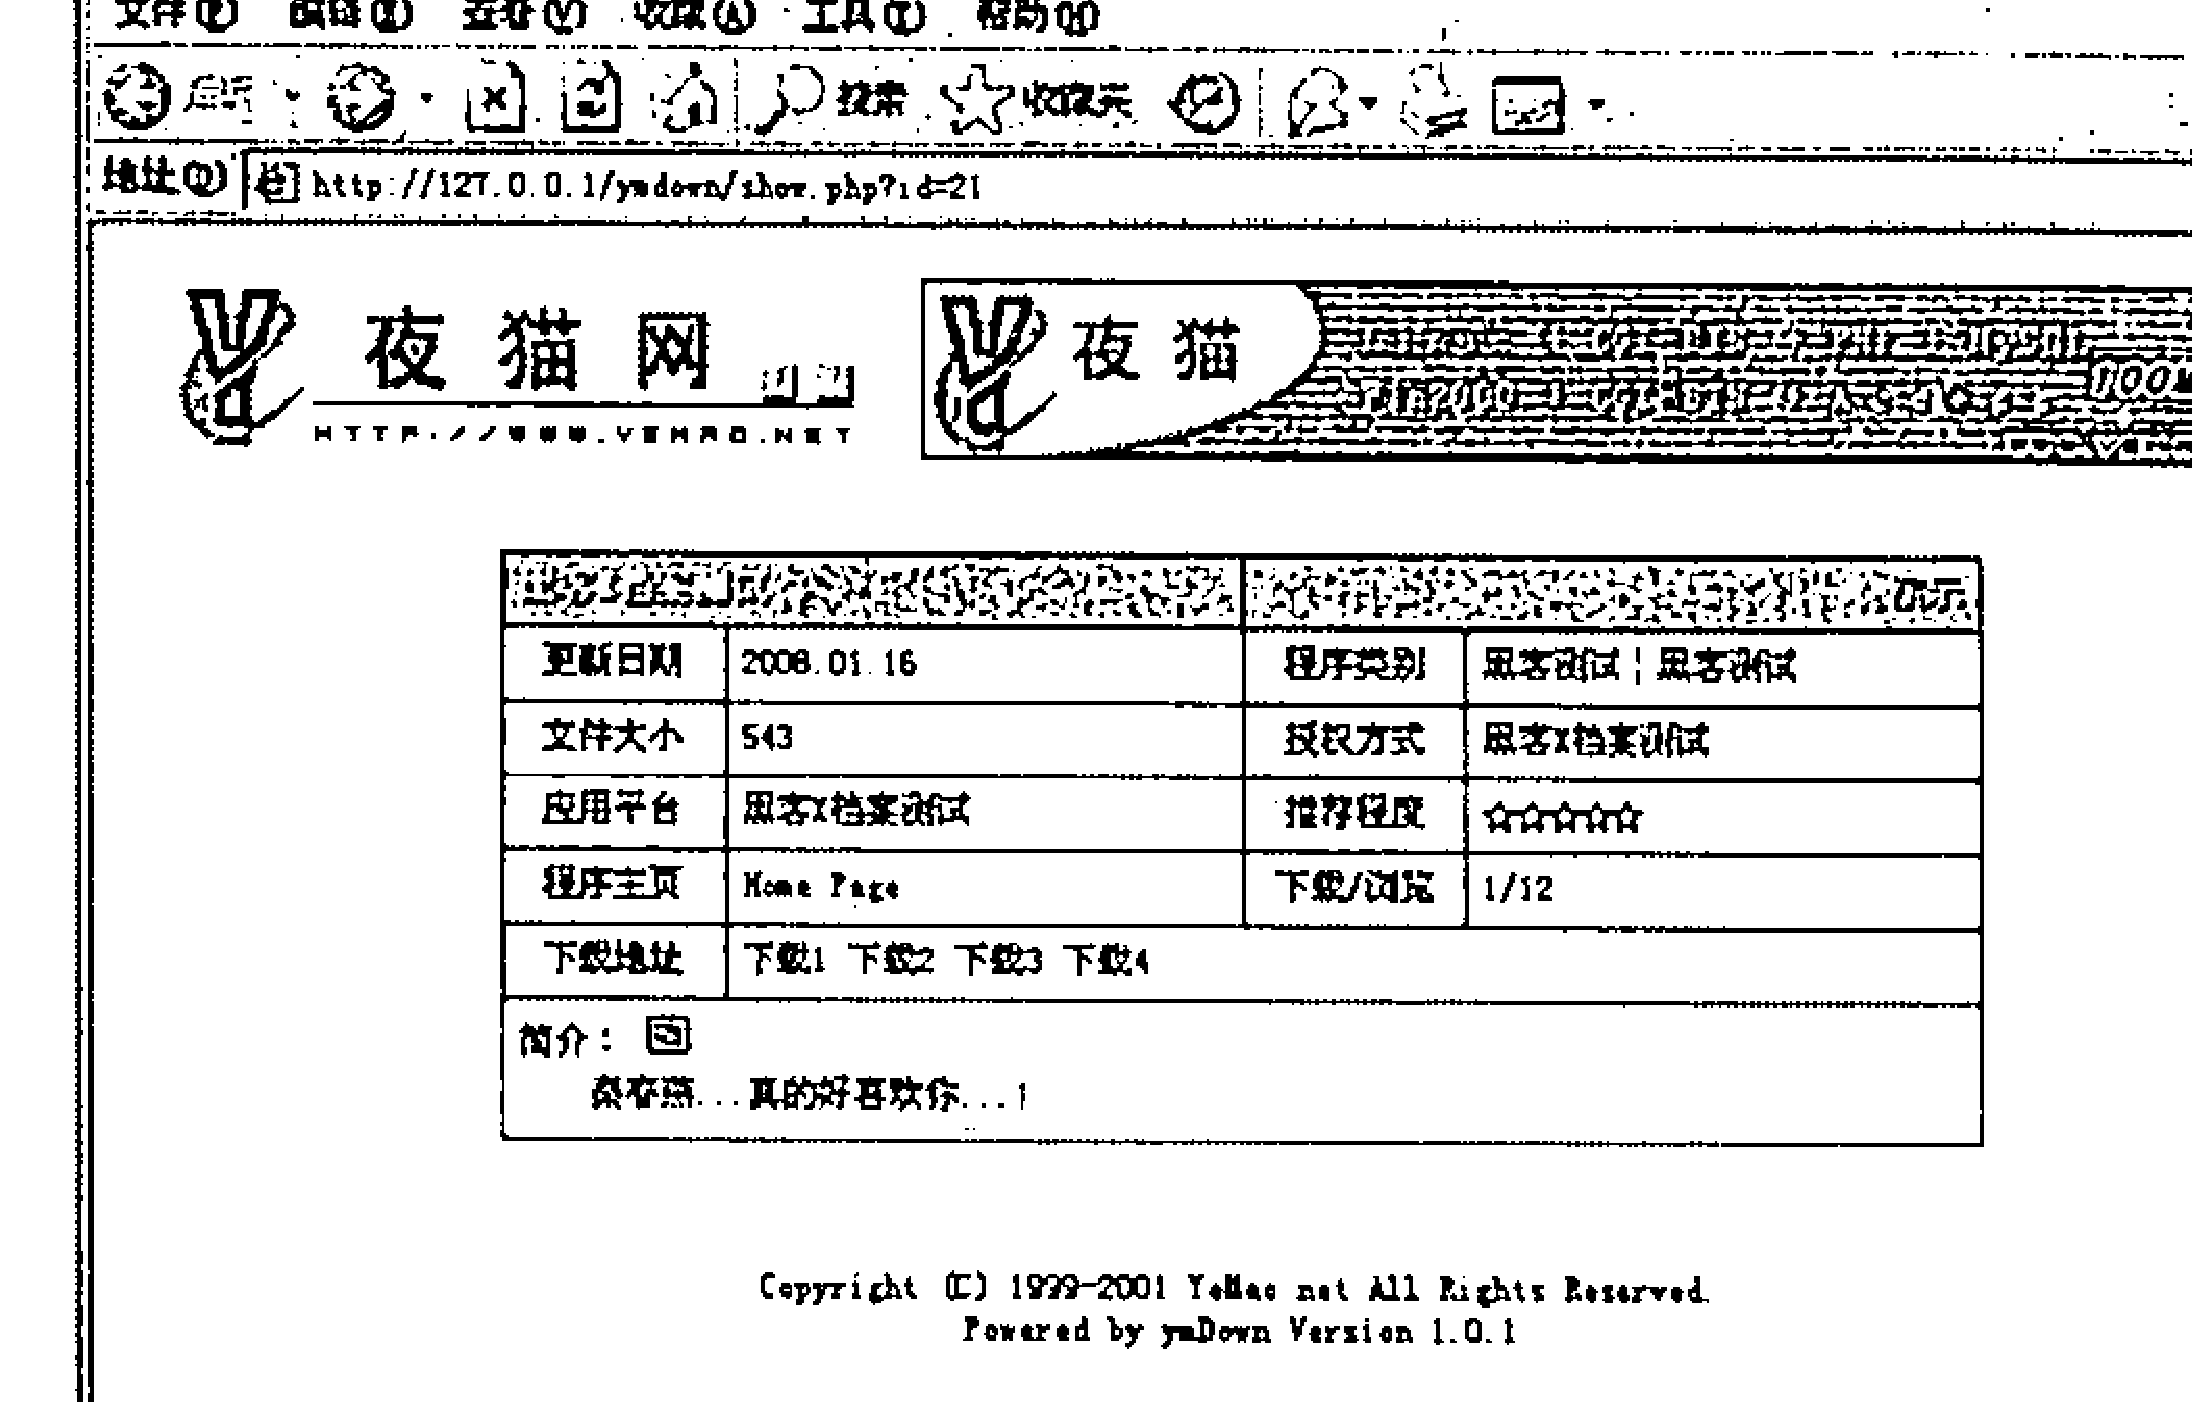 文件(F) 编辑(E) 查看(V) 收藏(A) 工具(T) 帮助(H)
后退 搜索 收藏夹
地址(D) http://127.0.0.1/ymdown/show.php?id=21
夜猫网
HTTP://WWW.YEMAO.NET
夜猫
更新日期 2008.01.16 程序类别 黑客测试 | 黑客测试
文件大小 543 授权方式 黑客X档案测试
应用平台 黑客X档案测试 推荐程度 ☆☆☆☆☆
程序主页 Home Page 下载/浏览 1/12
下载地址 下载1 下载2 下载3 下载4
简介:
...真的好喜欢你...!
Copyright (C) 1999-2001 YeMao net All Rights Reserved.
Powered by ymDown Version 1.0.1